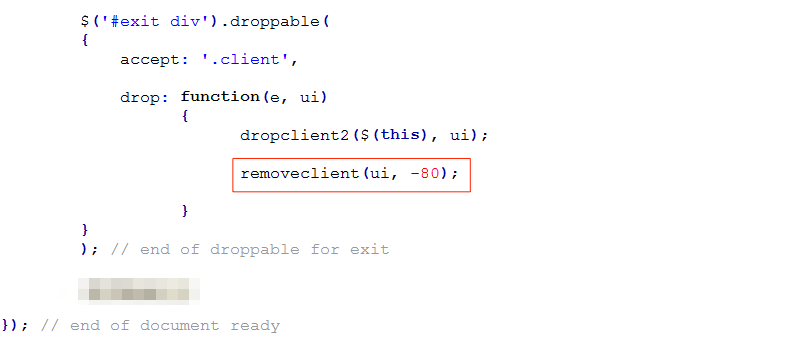 $('#exit div').droppable(
{
accept: '.client',
drop: function(e, ui)
{
dropclient2($(this), ui);
removeclient(ui, -80);
}
}
); // end of droppable for exit
}); // end of document ready